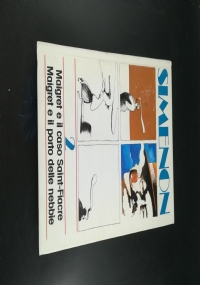 SIMENON
2
Maigret e il caso Saint-Fiacre
Maigret e il porto delle nebbie